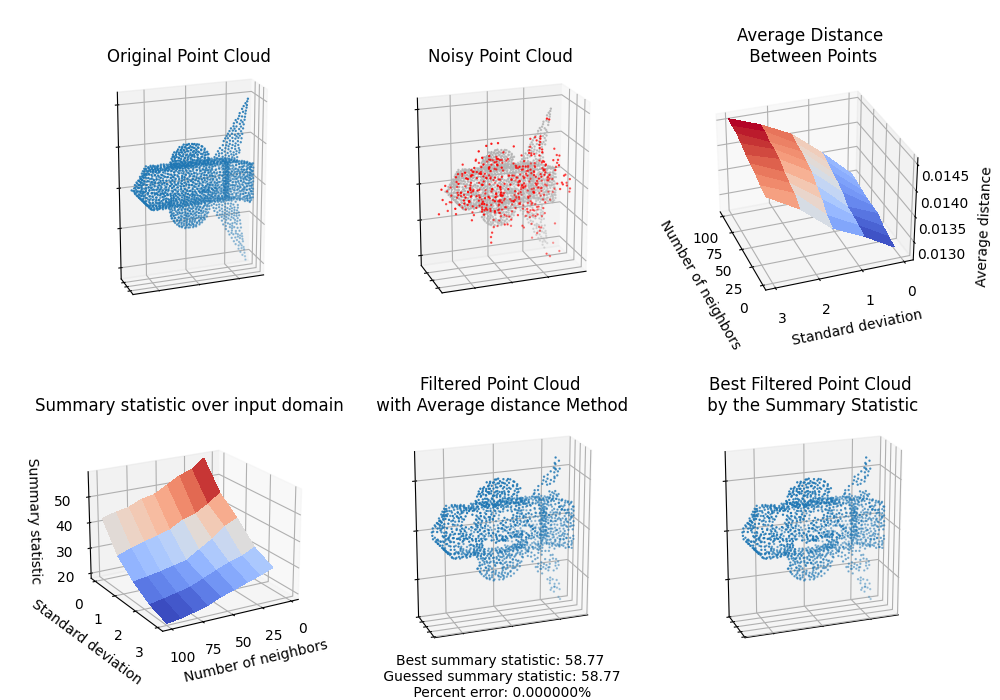 Original Point Cloud
Noisy Point Cloud
Average Distance
Between Points
0.0145
0.0140
0.0135
0.0130
Average distance
100
75
50
25
0
Number of neighbors
3
2
1
0
Standard deviation
Summary statistic over input domain
50
40
30
20
Summary statistic
0
1
2
3
Standard deviation
100
75
50
25
0
Number of neighbors
Filtered Point Cloud
with Average distance Method
Best summary statistic: 58.77
Guessed summary statistic: 58.77
Percent error: 0.000000%
Best Filtered Point Cloud
by the Summary Statistic